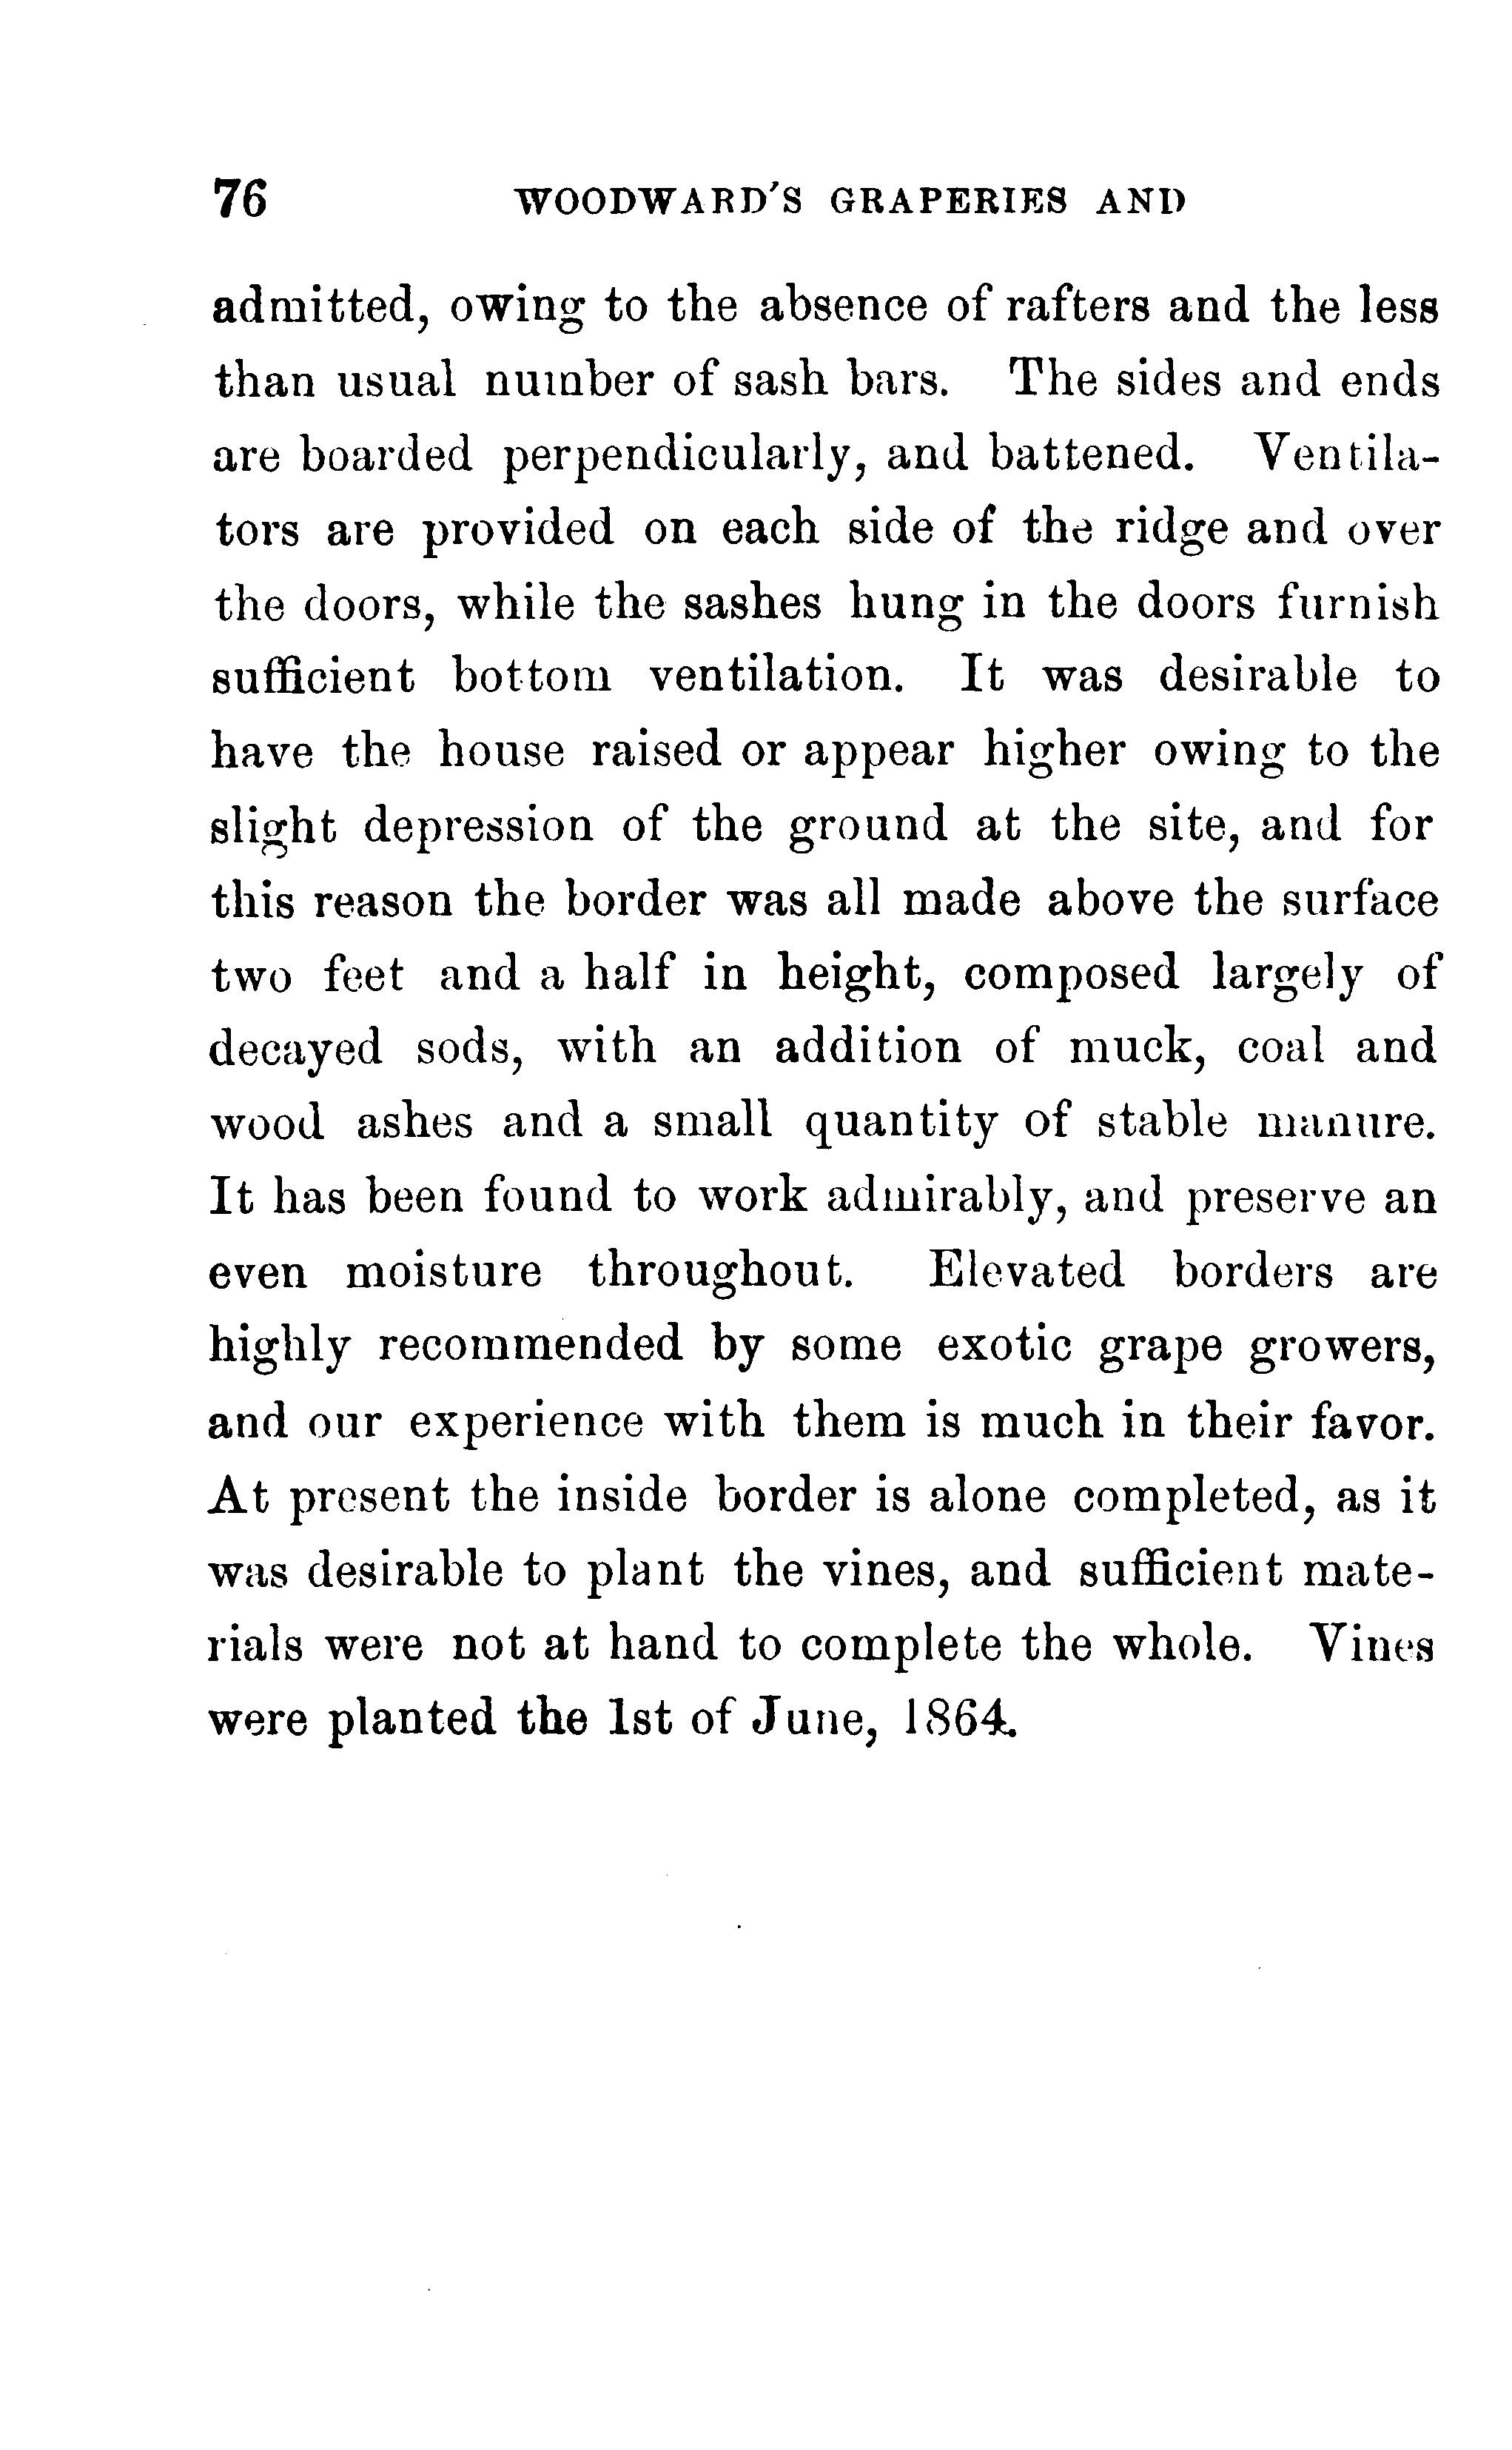 76 WOODWARD'S GRAPERIES AND
admitted, owing to the absence of rafters and the less
than usual number of sash bars. The sides and ends
are boarded perpendicularly, and battened. Ventila-
tors are provided on each side of the ridge and over
the doors, while the sashes hung in the doors furnish
sufficient bottom ventilation. It was desirable to
have the house raised or appear higher owing to the
slight depression of the ground at the site, and for
this reason the border was all made above the surface
two feet and a half in height, composed largely of
decayed sods, with an addition of muck, coal and
wood ashes and a small quantity of stable manure.
It has been found to work admirably, and preserve an
even moisture throughout. Elevated borders are
highly recommended by some exotic grape growers,
and our experience with them is much in their favor.
At present the inside border is alone completed, as it
was desirable to plant the vines, and sufficient mate-
rials were not at hand to complete the whole. Vines
were planted the 1st of June, 1864.